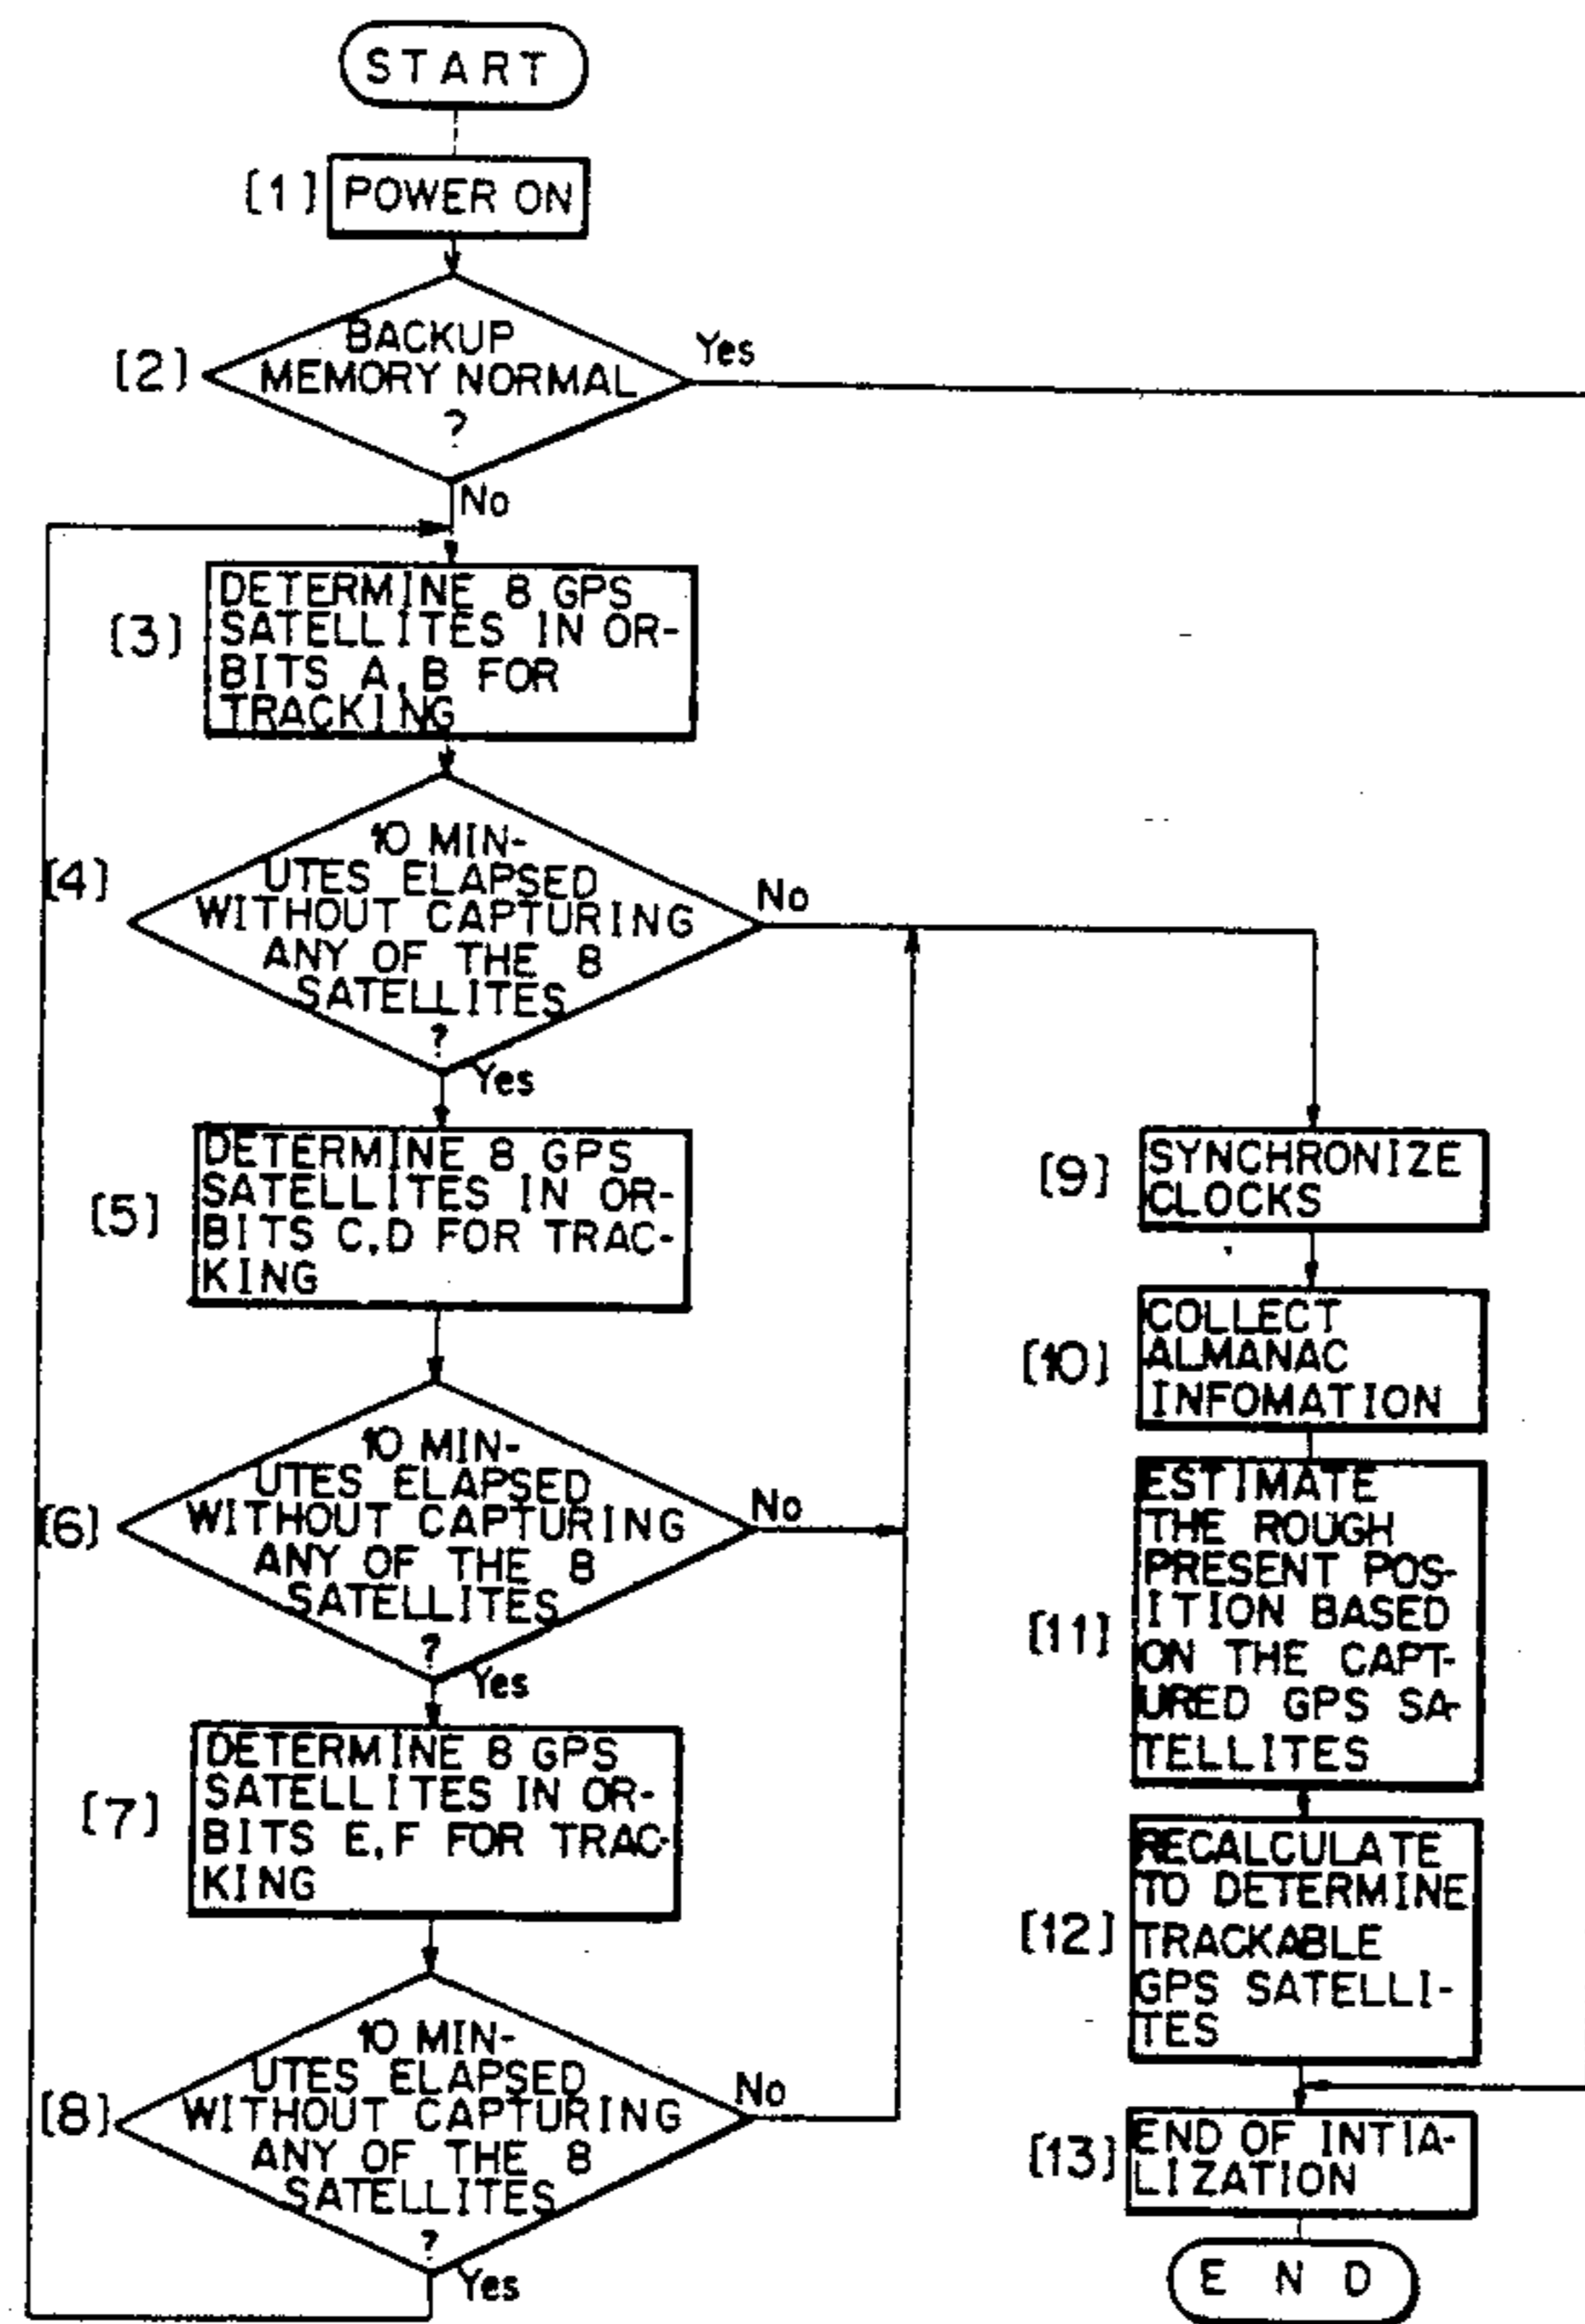 START
[1] POWER ON
[2]
BACKUP
MEMORY NORMAL
?
Yes
No
[3]
DETERMINE 8 GPS
SATELLITES IN OR-
BITS A,B FOR
TRACKING
[4]
10 MIN-
UTES ELAPSED
WITHOUT CAPTURING
ANY OF THE 8
SATELLITES
?
No
Yes
[5]
DETERMINE 8 GPS
SATELLITES IN OR-
BITS C,D FOR TRAC-
KING
[6]
10 MIN-
UTES ELAPSED
WITHOUT CAPTURING
ANY OF THE 8
SATELLITES
?
No
Yes
[7]
DETERMINE 8 GPS
SATELLITES IN OR-
BITS E,F FOR TRAC-
KING
[8]
10 MIN-
UTES ELAPSED
WITHOUT CAPTURING
ANY OF THE 8
SATELLITES
?
No
Yes
[9]
SYNCHRONIZE
CLOCKS
[10]
COLLECT
ALMANAC
INFOMATION
[11]
ESTIMATE
THE ROUGH
PRESENT POS-
ITION BASED
ON THE CAPT-
URED GPS SA-
TELLITES
[12]
RECALCULATE
TO DETERMINE
TRACKABLE
GPS SATELLI-
TES
[13]
END OF INTIA-
LIZATION
END